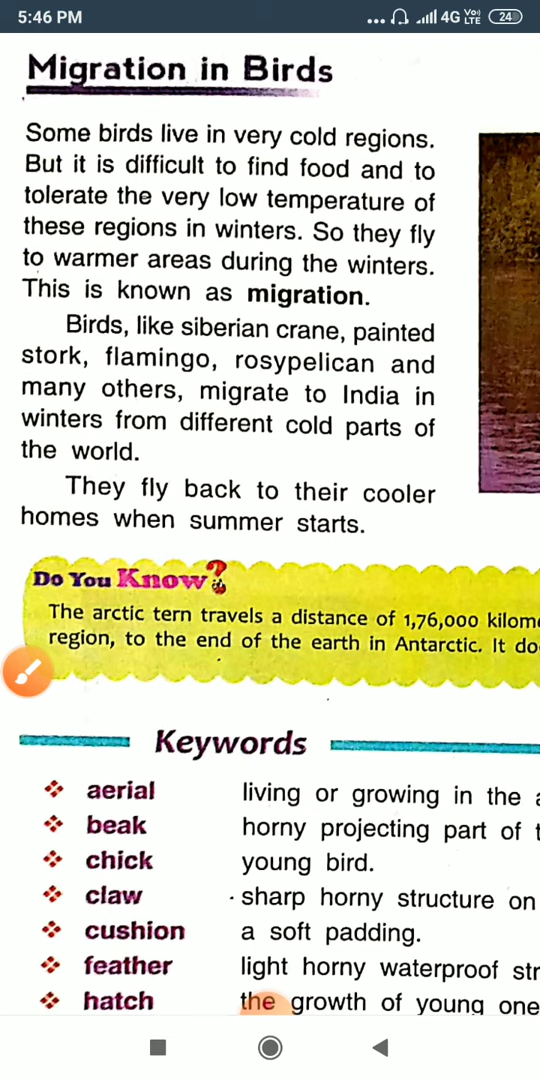 5:46 PM
4G Vo)) LTE 24
Migration in Birds
Some birds live in very cold regions.
But it is difficult to find food and to
tolerate the very low temperature of
these regions in winters. So they fly
to warmer areas during the winters.
This is known as migration.
Birds, like siberian crane, painted
stork, flamingo, rosypelican and
many others, migrate to India in
winters from different cold parts of
the world.
They fly back to their cooler
homes when summer starts.
Do You Know?
The arctic tern travels a distance of 1,76,000 kilom
region, to the end of the earth in Antarctic. It do
Keywords
aerial living or growing in the a
beak horny projecting part of t
chick young bird.
claw sharp horny structure on
cushion a soft padding.
feather light horny waterproof str
hatch the growth of young one